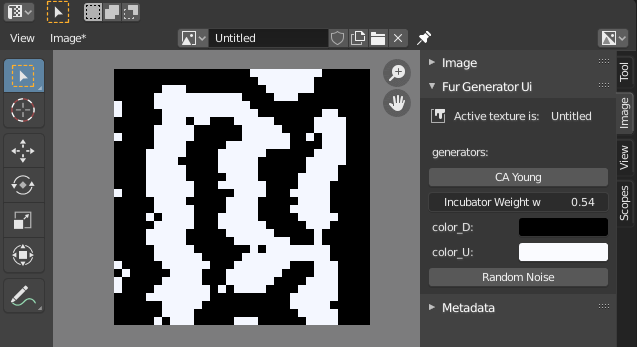 View Image* Untitled
Image
Fur Generator Ui
Active texture is: Untitled
generators:
CA Young
Incubator Weight w 0.54
color_D:
color_U:
Random Noise
Metadata
Tool
Image
View
Scopes